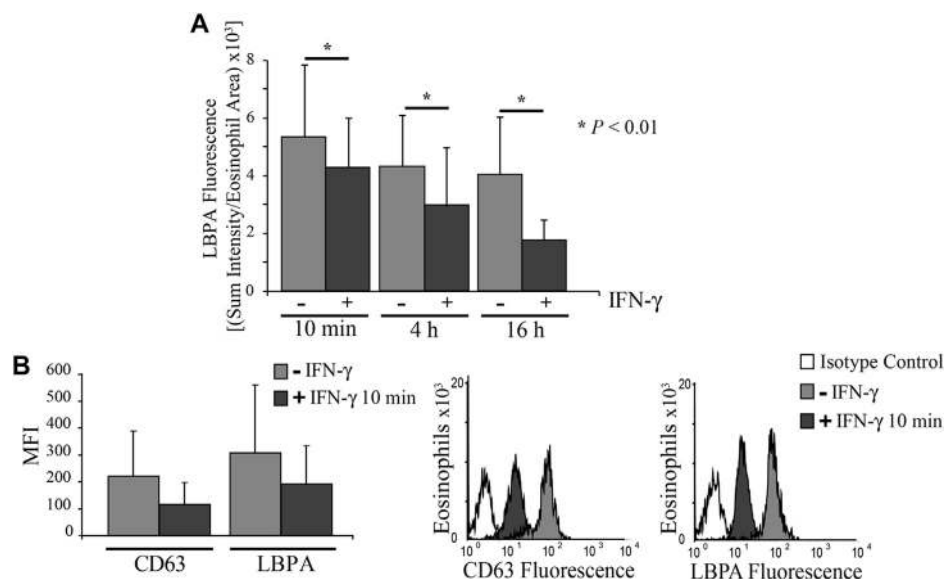 A
LBPA Fluorescence
[(Sum Intensity/Eosinophil Area) x10³]
8
6
4
2
0
*
*
*
* P < 0.01
- + - + - + IFN-γ
10 min 4 h 16 h
B
MFI
600
500
400
300
200
100
0
- IFN-γ
+ IFN-γ 10 min
CD63 LBPA
Eosinophils x10³
20
0
10⁰ 10¹ 10² 10³ 10⁴
CD63 Fluorescence
Isotype Control
- IFN-γ
+ IFN-γ 10 min
Eosinophils x10³
20
0
10⁰ 10¹ 10² 10³ 10⁴
LBPA Fluorescence